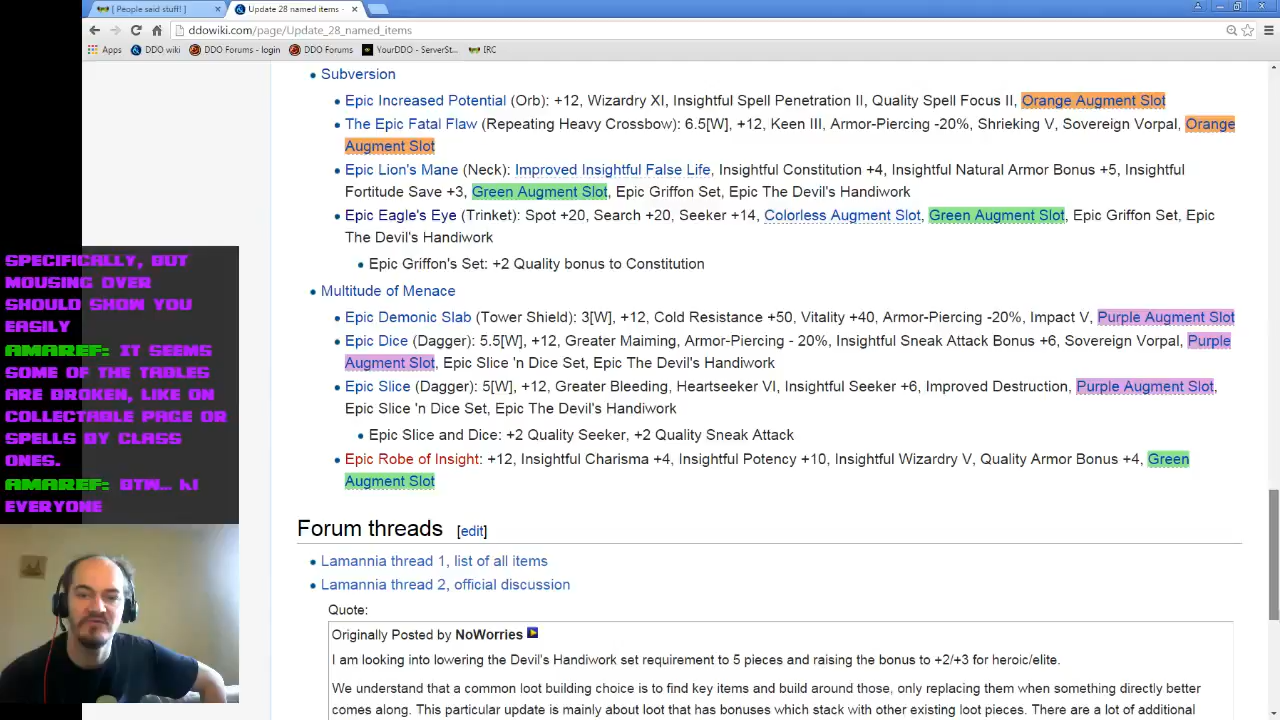 [ People said stuff! ]
Update 28 named items -
ddowiki.com/page/Update_28_named_items
Apps DDO wiki DDO Forums - login DDO Forums YourDDO - ServerSt... IRC
Subversion
Epic Increased Potential (Orb): +12, Wizardry XI, Insightful Spell Penetration II, Quality Spell Focus II, Orange Augment Slot
The Epic Fatal Flaw (Repeating Heavy Crossbow): 6.5[W], +12, Keen III, Armor-Piercing -20%, Shrieking V, Sovereign Vorpal, Orange
Augment Slot
Epic Lion's Mane (Neck): Improved Insightful False Life, Insightful Constitution +4, Insightful Natural Armor Bonus +5, Insightful
Fortitude Save +3, Green Augment Slot, Epic Griffon Set, Epic The Devil's Handiwork
Epic Eagle's Eye (Trinket): Spot +20, Search +20, Seeker +14, Colorless Augment Slot, Green Augment Slot, Epic Griffon Set, Epic
The Devil's Handiwork
Epic Griffon's Set: +2 Quality bonus to Constitution
Multitude of Menace
Epic Demonic Slab (Tower Shield): 3[W], +12, Cold Resistance +50, Vitality +40, Armor-Piercing -20%, Impact V, Purple Augment Slot
Epic Dice (Dagger): 5.5[W], +12, Greater Maiming, Armor-Piercing - 20%, Insightful Sneak Attack Bonus +6, Sovereign Vorpal, Purple
Augment Slot, Epic Slice 'n Dice Set, Epic The Devil's Handiwork
Epic Slice (Dagger): 5[W], +12, Greater Bleeding, Heartseeker VI, Insightful Seeker +6, Improved Destruction, Purple Augment Slot,
Epic Slice 'n Dice Set, Epic The Devil's Handiwork
Epic Slice and Dice: +2 Quality Seeker, +2 Quality Sneak Attack
Epic Robe of Insight: +12, Insightful Charisma +4, Insightful Potency +10, Insightful Wizardry V, Quality Armor Bonus +4, Green
Augment Slot
Forum threads [edit]
Lamannia thread 1, list of all items
Lamannia thread 2, official discussion
Quote:
Originally Posted by NoWorries
I am looking into lowering the Devil's Handiwork set requirement to 5 pieces and raising the bonus to +2/+3 for heroic/elite.
We understand that a common loot building choice is to find key items and build around those, only replacing them when something directly better
comes along. This particular update is mainly about loot that has bonuses which stack with other existing loot pieces. There are a lot of additional
SPECIFICALLY, BUT
MOUSING OVER
SHOULD SHOW YOU
EASILY
AMAREF: IT SEEMS
SOME OF THE TABLES
ARE BROKEN, LIKE ON
COLLECTABLE PAGE OR
SPELLS BY CLASS
ONES.
AMAREF: BTW... hI
EVERYONE